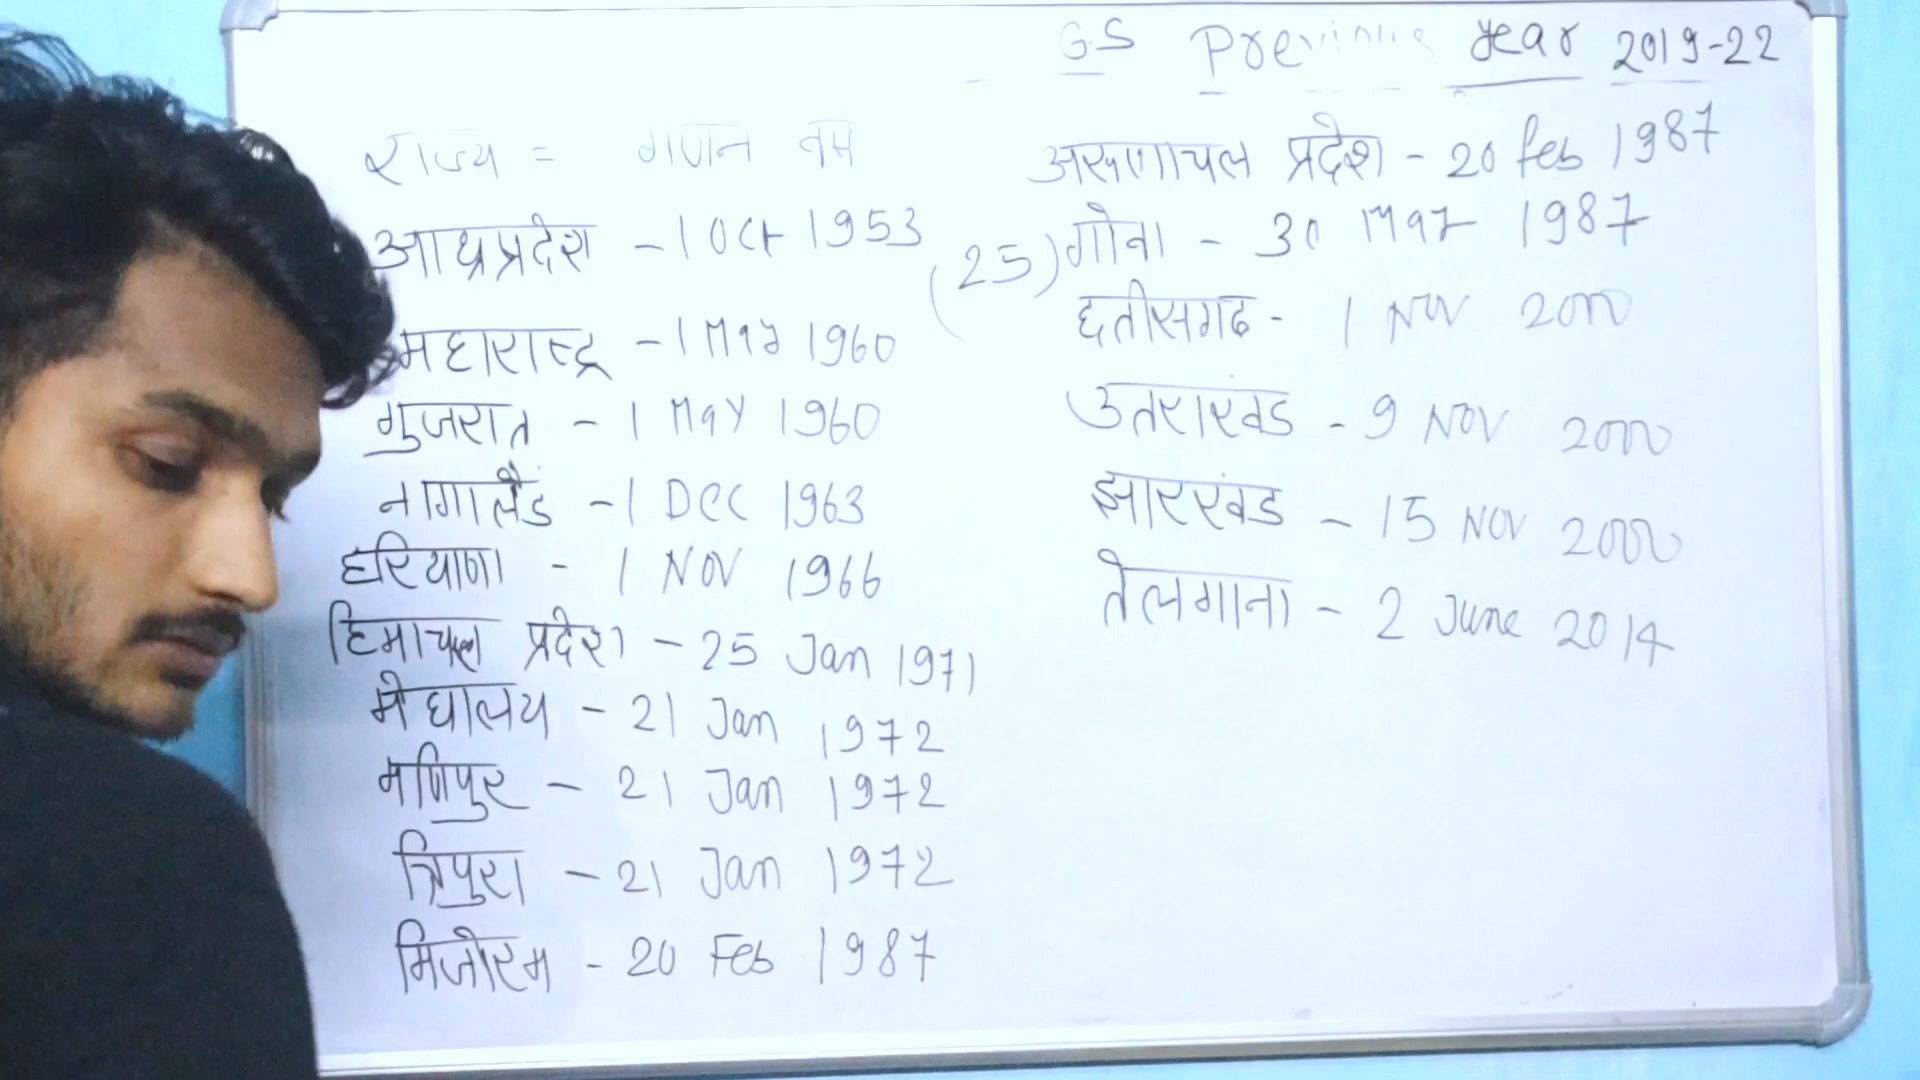 G.S Previous year 2019-22
राज्य = गठन वर्ष
आध्रप्रदेश - 1 Oct 1953
महाराष्ट्र - 1 May 1960
गुजरात - 1 May 1960
नागालैंड - 1 Dec 1963
हरियाणा - 1 NOV 1966
हिमाचल प्रदेश - 25 Jan 1971
मेघालय - 21 Jan 1972
मणिपुर - 21 Jan 1972
त्रिपुरा - 21 Jan 1972
मिजोरम - 20 Feb 1987
अरुणाचल प्रदेश - 20 feb 1987
(25) गोवा - 30 May 1987
छतीसगढ - 1 Nov 2000
उतराखंड - 9 NOV 2000
झारखंड - 15 NOV 2000
तेलगाना - 2 June 2014